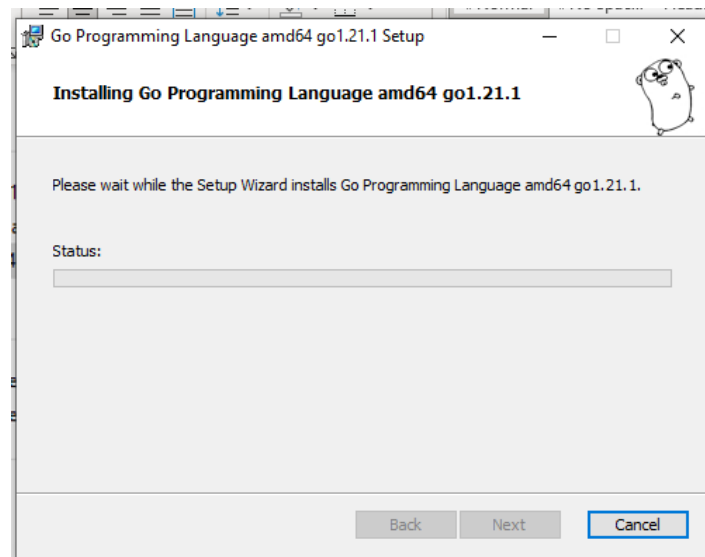 Go Programming Language amd64 go1.21.1 Setup
Installing Go Programming Language amd64 go1.21.1
Please wait while the Setup Wizard installs Go Programming Language amd64 go1.21.1.
Status:
Back
Next
Cancel